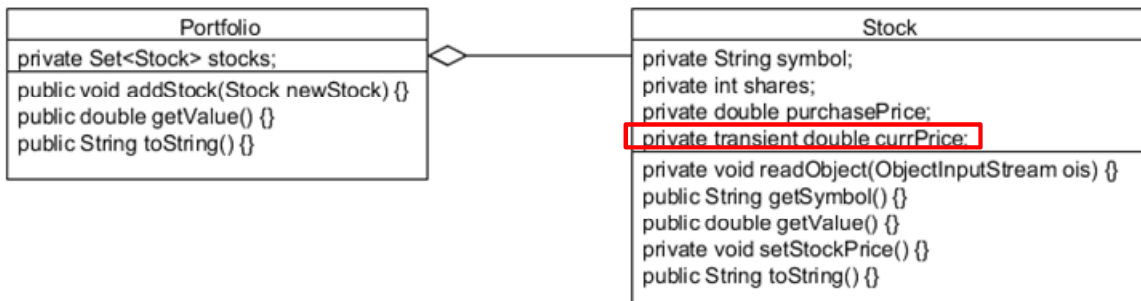 Portfolio
private Set<Stock> stocks;
public void addStock(Stock newStock) {}
public double getValue() {}
public String toString() {}
Stock
private String symbol;
private int shares;
private double purchasePrice;
private transient double currPrice;
private void readObject(ObjectInputStream ois) {}
public String getSymbol() {}
public double getValue() {}
private void setStockPrice() {}
public String toString() {}